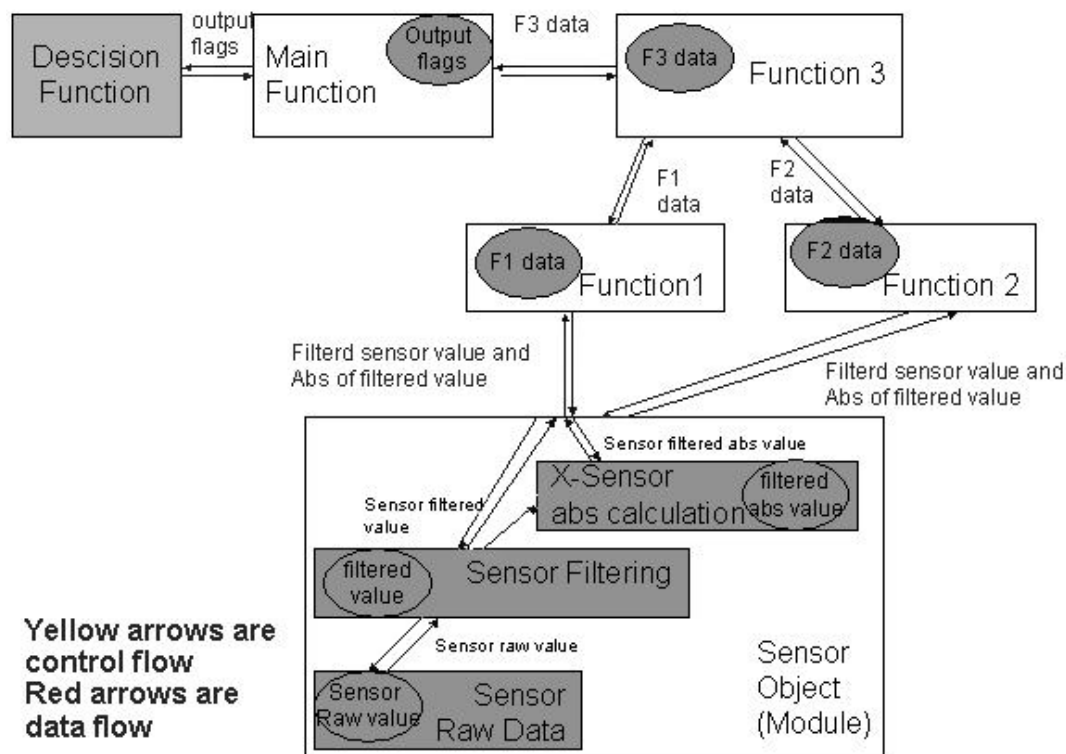 output
flags
Descision
Function
Main
Function
Output
flags
F3 data
F3 data
Function 3
F1
data
F2
data
F1 data
Function1
F2 data
Function 2
Filterd sensor value and
Abs of filtered value
Filterd sensor value and
Abs of filtered value
Sensor filtered abs value
X-Sensor
abs calculation
filtered
abs value
Sensor filtered
value
filtered
value
Sensor Filtering
Sensor raw value
Sensor
Raw value
Sensor
Raw Data
Sensor
Object
(Module)
Yellow arrows are
control flow
Red arrows are
data flow